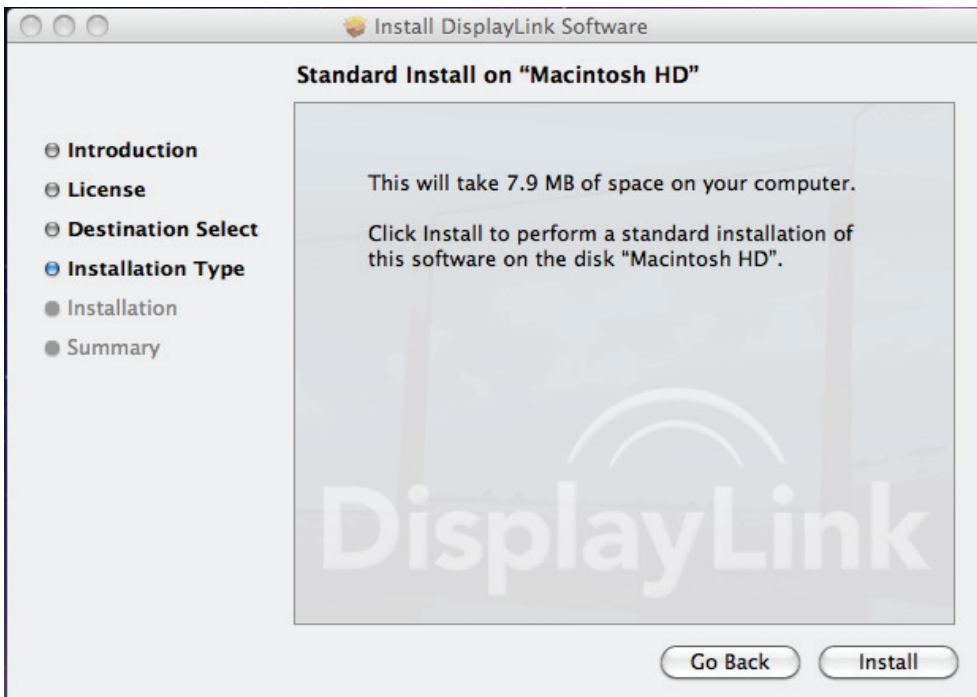 Install DisplayLink Software
Standard Install on “Macintosh HD”
Introduction
License
Destination Select
Installation Type
Installation
Summary
This will take 7.9 MB of space on your computer.
Click Install to perform a standard installation of
this software on the disk “Macintosh HD”.
DisplayLink
Go Back
Install